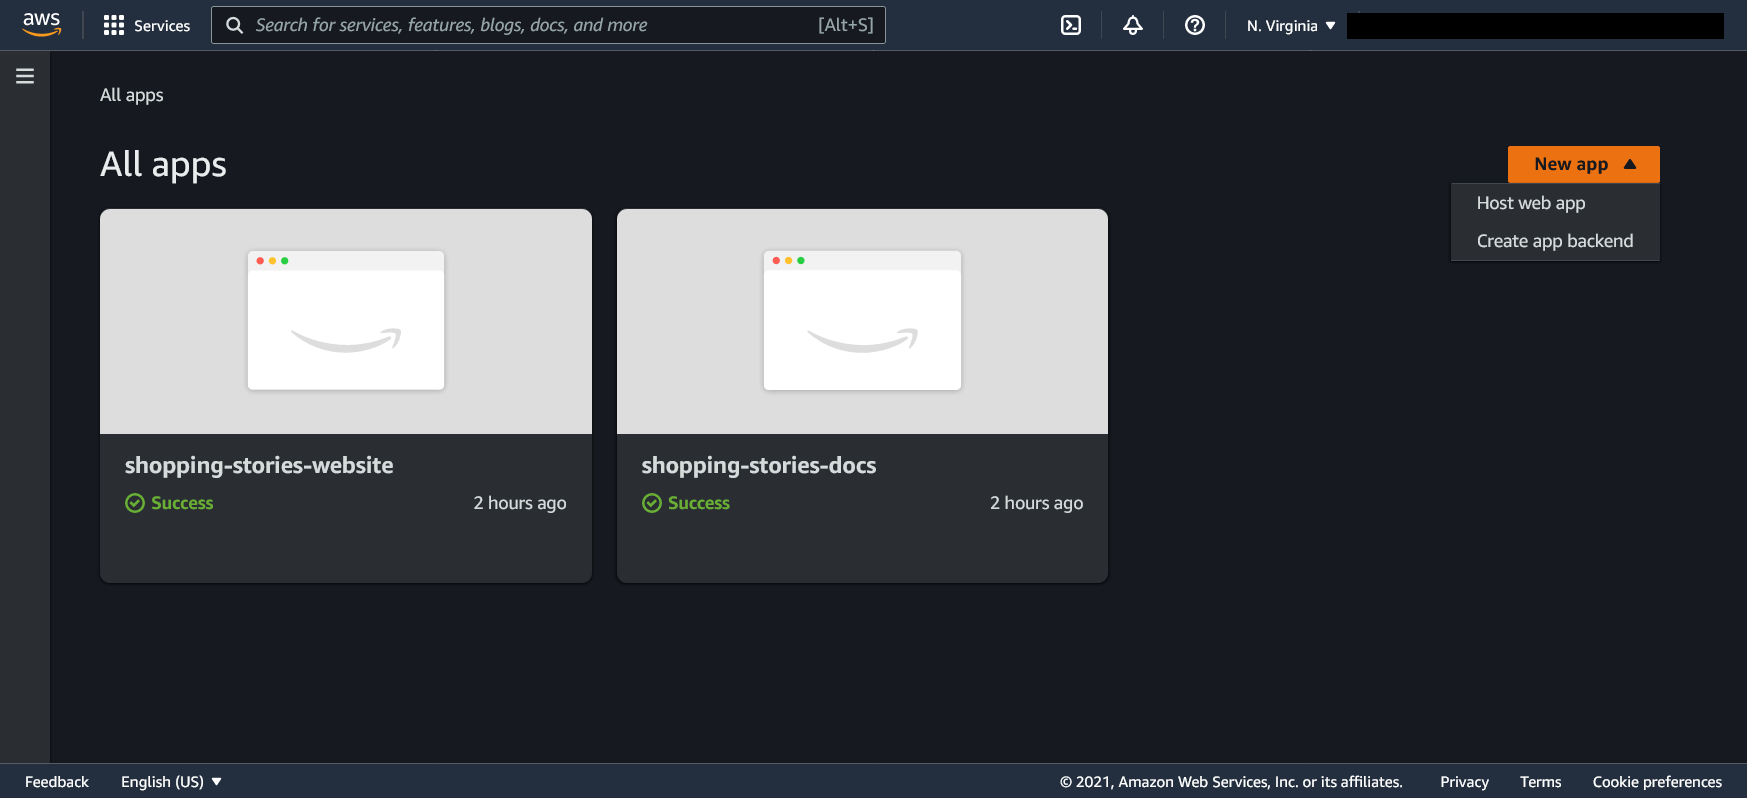 aws Services Search for services, features, blogs, docs, and more [Alt+S] N. Virginia
All apps
All apps
New app
Host web app
Create app backend
shopping-stories-website
Success 2 hours ago
shopping-stories-docs
Success 2 hours ago
Feedback English (US) © 2021, Amazon Web Services, Inc. or its affiliates. Privacy Terms Cookie preferences